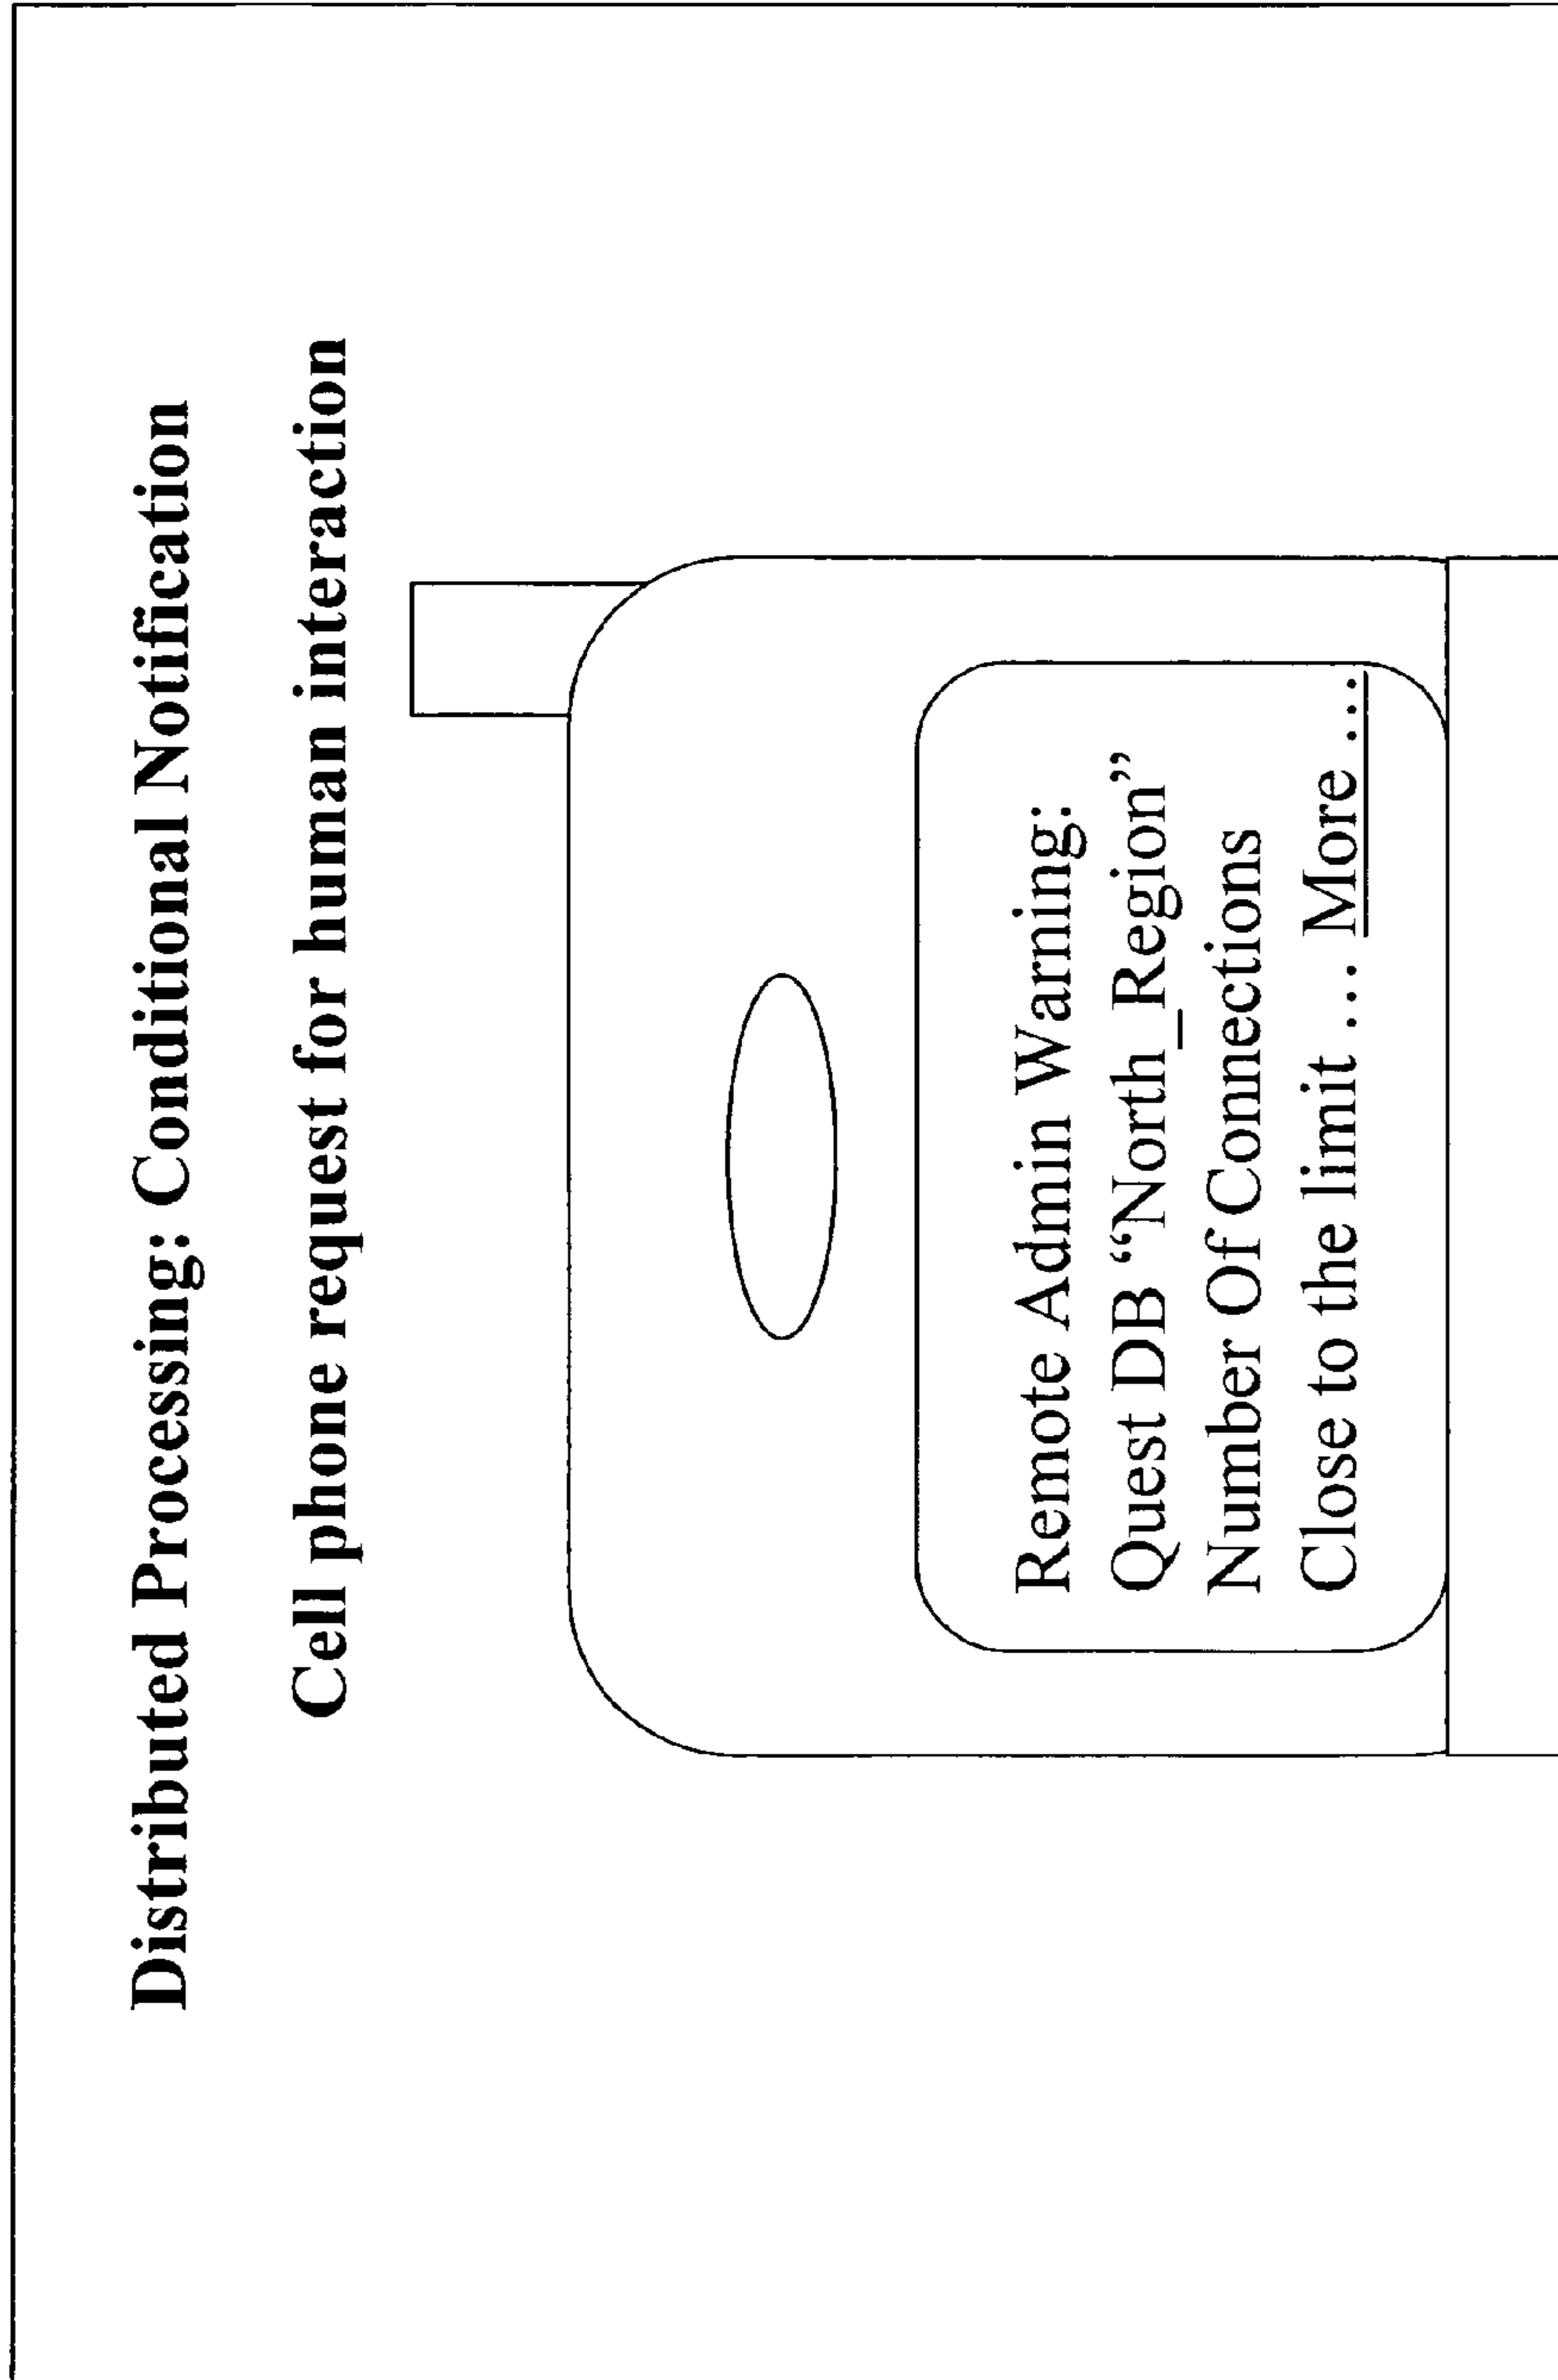 Distributed Processing: Conditional Notification
Cell phone request for human interaction
Remote Admin Warning:
Quest DB “North_Region”
Number Of Connections
Close to the limit ... More ...